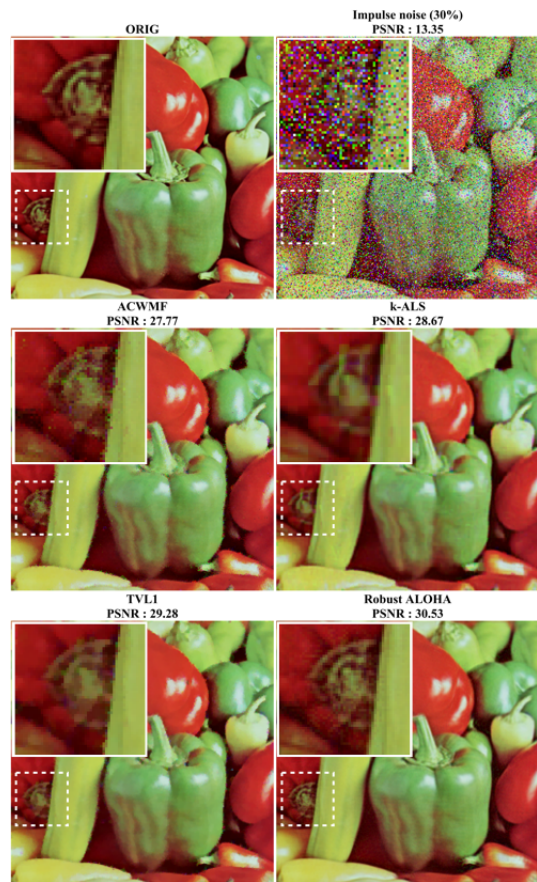 ORIG
Impulse noise (30%)
PSNR : 13.35
ACWMF
PSNR : 27.77
k-ALS
PSNR : 28.67
TVL1
PSNR : 29.28
Robust ALOHA
PSNR : 30.53